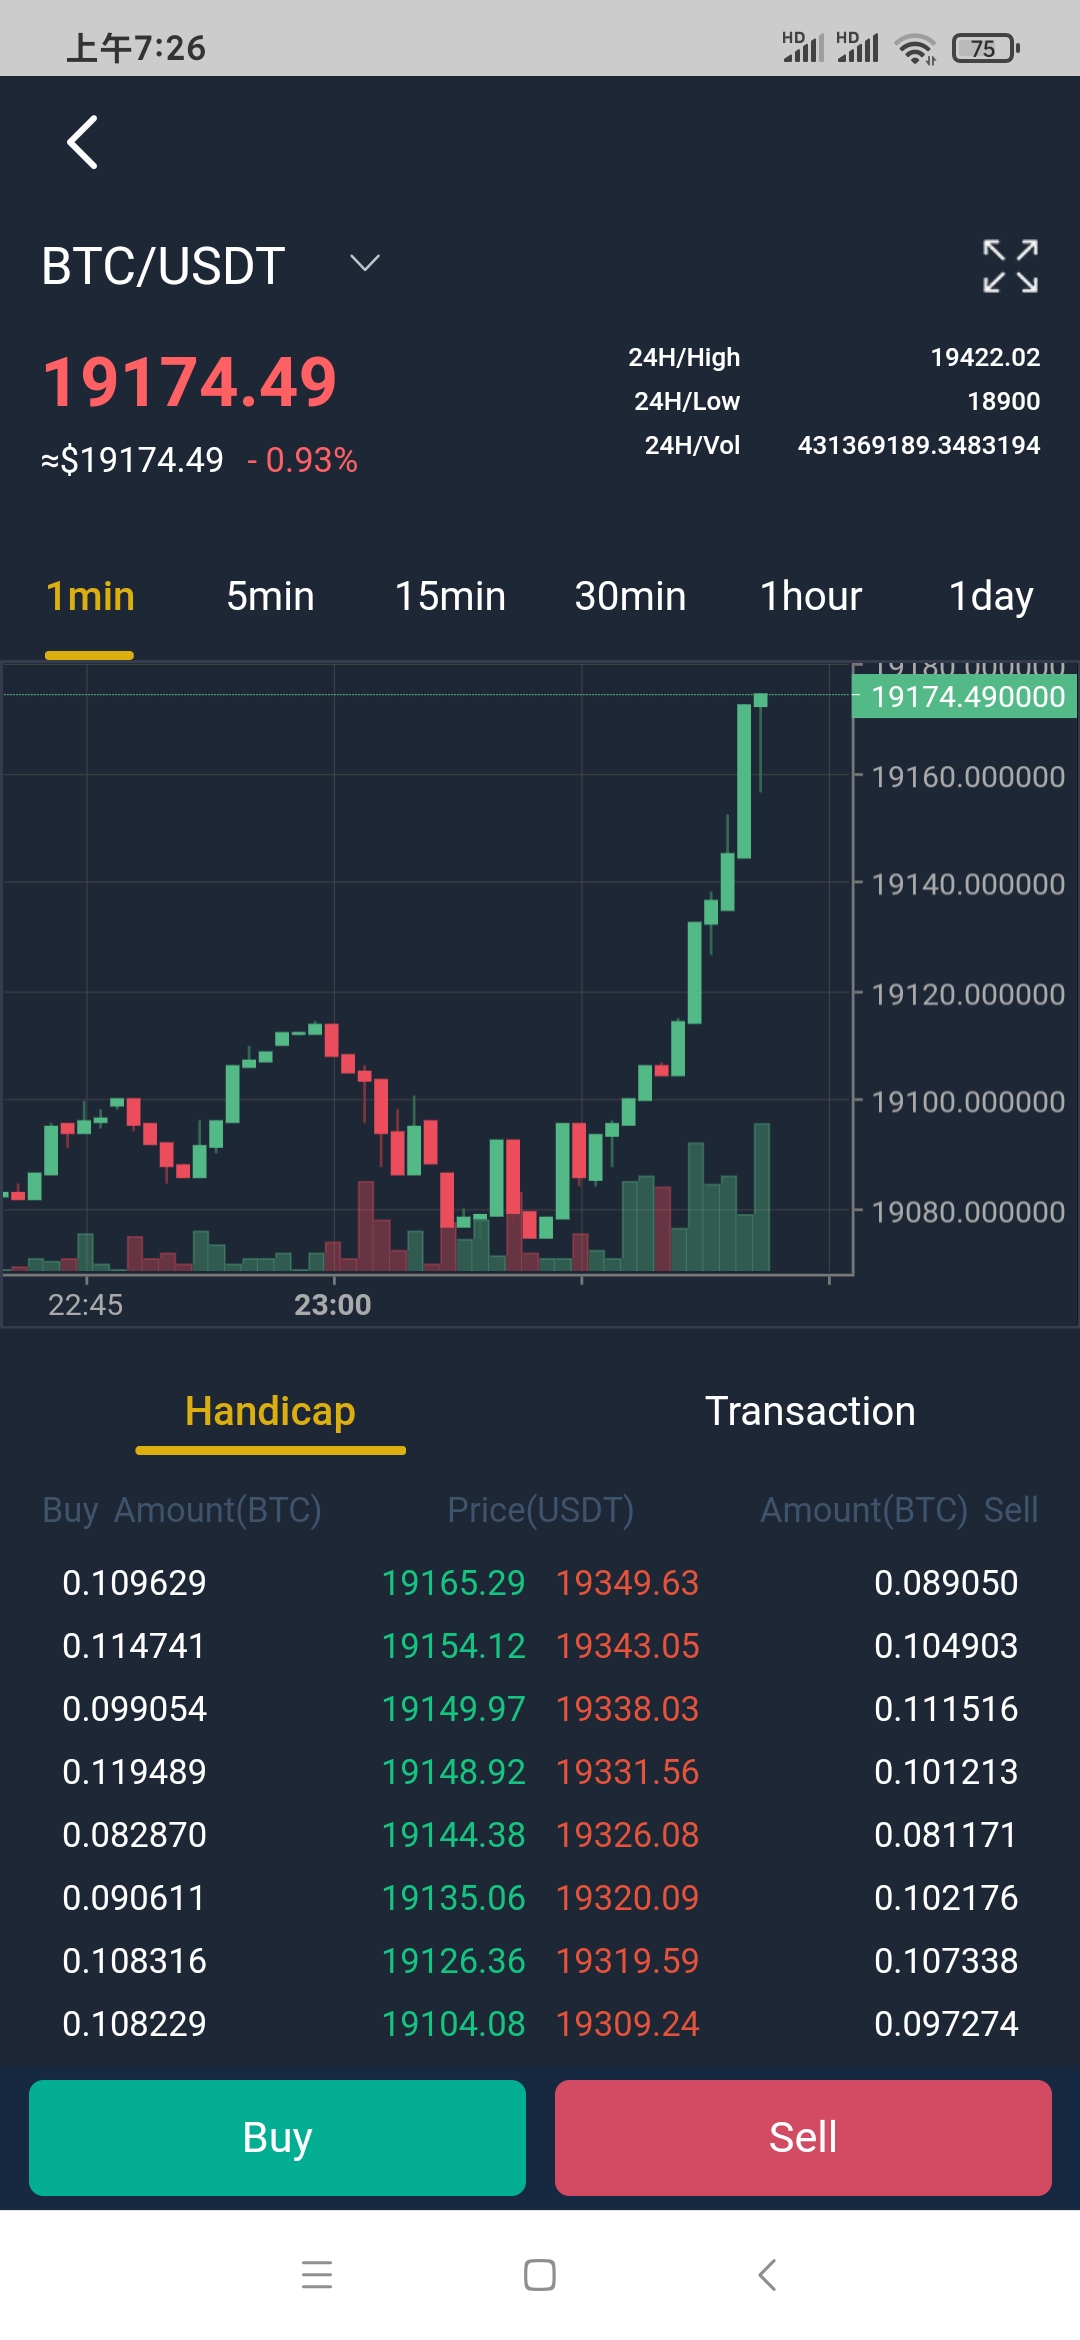 上午7:26
HD HD 75
BTC/USDT
19174.49
≈$19174.49 - 0.93%
24H/High 19422.02
24H/Low 18900
24H/Vol 431369189.3483194
1min 5min 15min 30min 1hour 1day
19180.000000
19174.490000
19160.000000
19140.000000
19120.000000
19100.000000
19080.000000
22:45 23:00
Handicap Transaction
Buy Amount(BTC) Price(USDT) Amount(BTC) Sell
0.109629 19165.29 19349.63 0.089050
0.114741 19154.12 19343.05 0.104903
0.099054 19149.97 19338.03 0.111516
0.119489 19148.92 19331.56 0.101213
0.082870 19144.38 19326.08 0.081171
0.090611 19135.06 19320.09 0.102176
0.108316 19126.36 19319.59 0.107338
0.108229 19104.08 19309.24 0.097274
Buy Sell